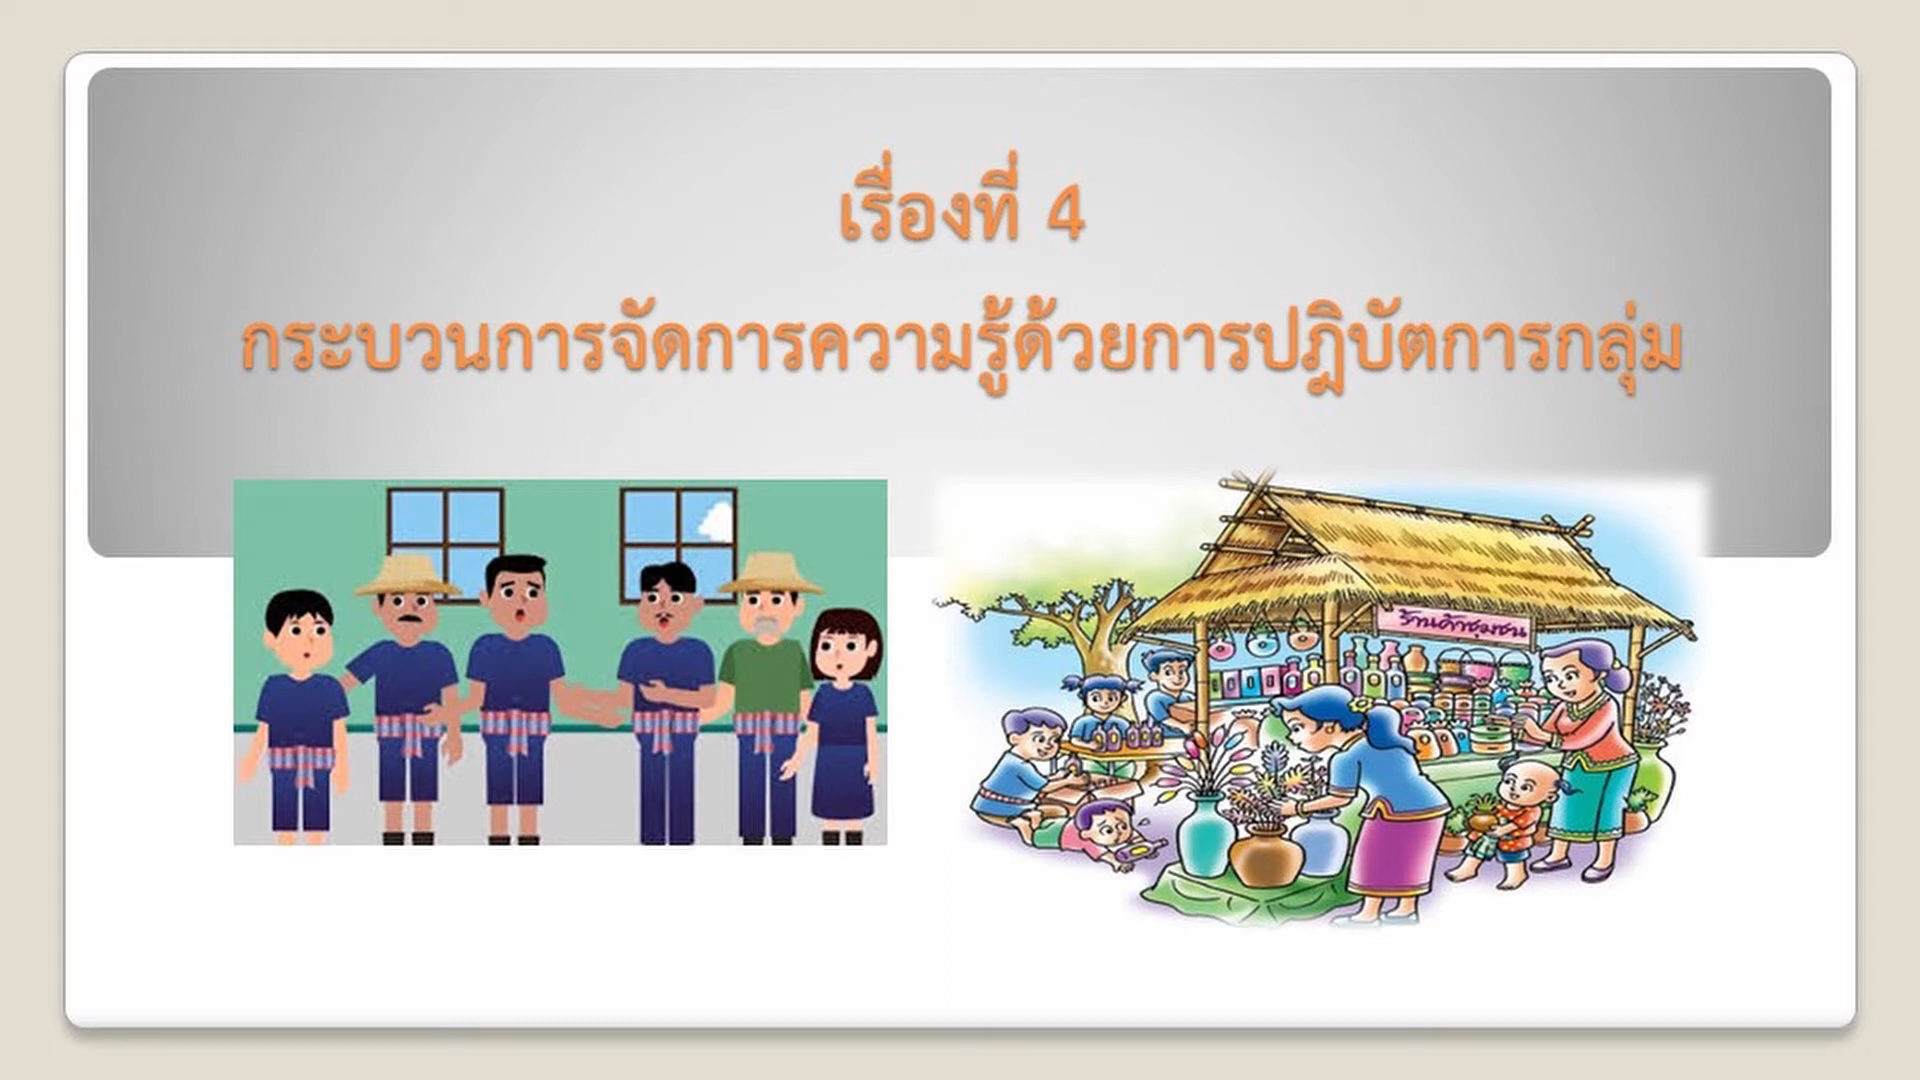 เรื่องที่ 4
กระบวนการจัดการความรู้ด้วยการปฎิบัตการกลุ่ม
ร้านค้าชุมชน